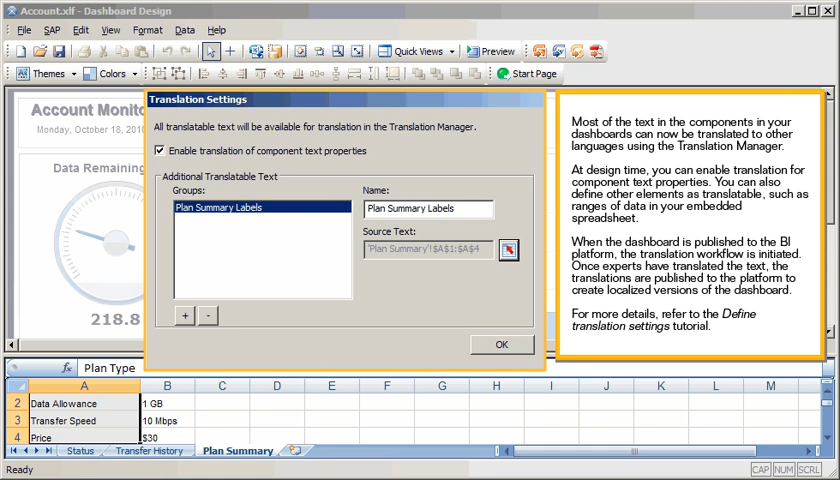 Account.xlf - Dashboard Design
File SAP Edit View Format Data Help
Quick Views Preview
Themes Colors Start Page
Account Monito
Monday, October 18, 2010
Data Remaining
218.8
Translation Settings
All translatable text will be available for translation in the Translation Manager.
Enable translation of component text properties
Additional Translatable Text
Groups:
Plan Summary Labels
+ -
Name:
Plan Summary Labels
Source Text:
'Plan Summary'!$A$1:$A$4
OK
Most of the text in the components in your
dashboards can now be translated to other
languages using the Translation Manager.
At design time, you can enable translation for
component text properties. You can also
define other elements as translatable, such as
ranges of data in your embedded
spreadsheet.
When the dashboard is published to the BI
platform, the translation workflow is initiated.
Once experts have translated the text, the
translations are published to the platform to
create localized versions of the dashboard.
For more details, refer to the Define
translation settings tutorial.
fx Plan Type
A B C D E F G H I J K L M
2 Data Allowance 1 GB
3 Transfer Speed 10 Mbps
4 Price $30
Status Transfer History Plan Summary
Ready CAP NUM SCRL